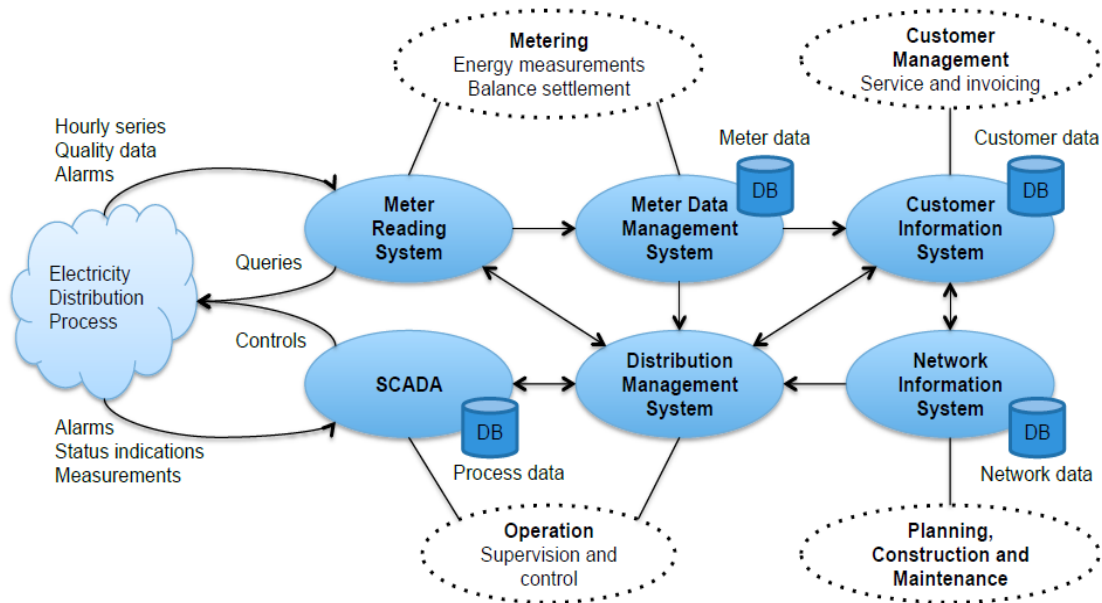 Metering
Energy measurements
Balance settlement
Customer
Management
Service and invoicing
Hourly series
Quality data
Alarms
Meter data
Customer data
DB
DB
Meter
Reading
System
Meter Data
Management
System
Customer
Information
System
Electricity
Distribution
Process
Queries
Controls
SCADA
Distribution
Management
System
Network
Information
System
DB
DB
Alarms
Status indications
Measurements
Process data
Network data
Operation
Supervision and
control
Planning,
Construction and
Maintenance